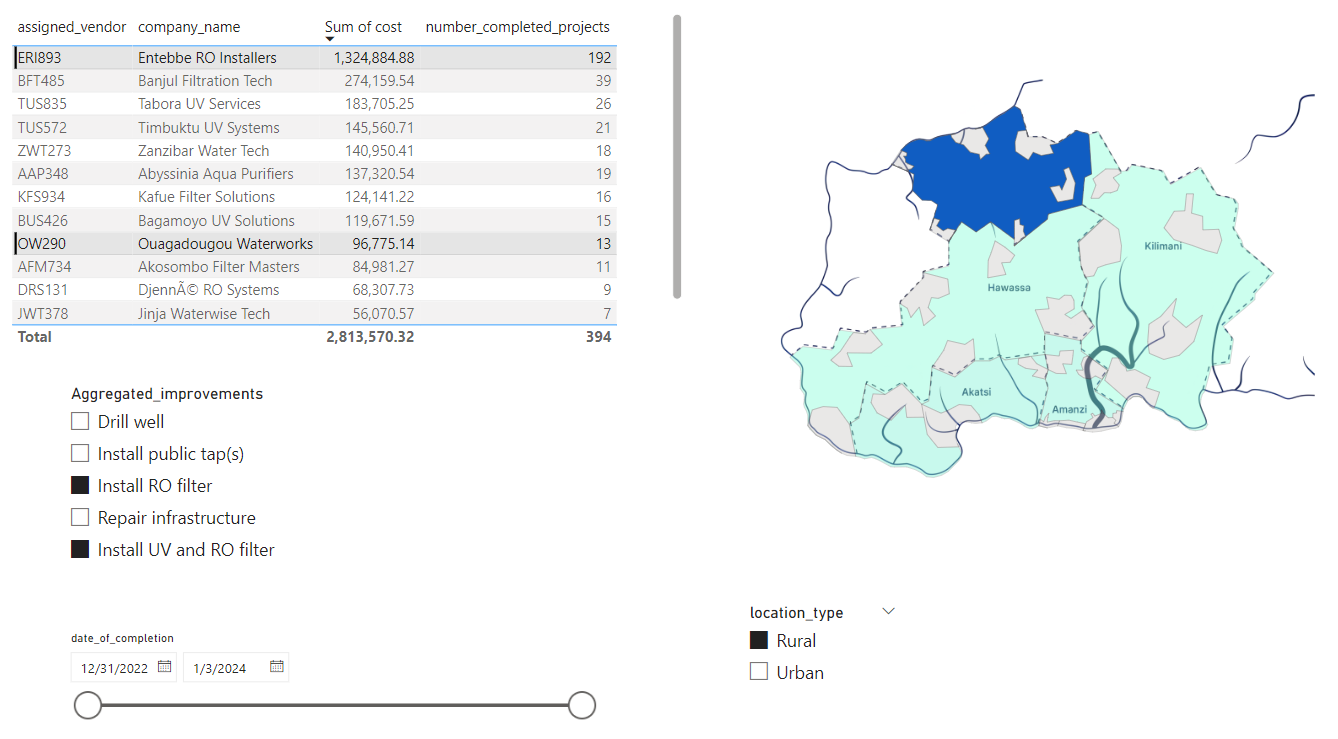 assigned_vendor company_name Sum of cost number_completed_projects
ERI893 Entebbe RO Installers 1,324,884.88 192
BFT485 Banjul Filtration Tech 274,159.54 39
TUS835 Tabora UV Services 183,705.25 26
TUS572 Timbuktu UV Systems 145,560.71 21
ZWT273 Zanzibar Water Tech 140,950.41 18
AAP348 Abyssinia Aqua Purifiers 137,320.54 19
KFS934 Kafue Filter Solutions 124,141.22 16
BUS426 Bagamoyo UV Solutions 119,671.59 15
OW290 Ouagadougou Waterworks 96,775.14 13
AFM734 Akosombo Filter Masters 84,981.27 11
DRS131 DjennÃ© RO Systems 68,307.73 9
JWT378 Jinja Waterwise Tech 56,070.57 7
Total 2,813,570.32 394
Kilimani
Hawassa
Akatsi
Amanzi
Aggregated_improvements
Drill well
Install public tap(s)
Install RO filter
Repair infrastructure
Install UV and RO filter
location_type
Rural
Urban
date_of_completion
12/31/2022 1/3/2024